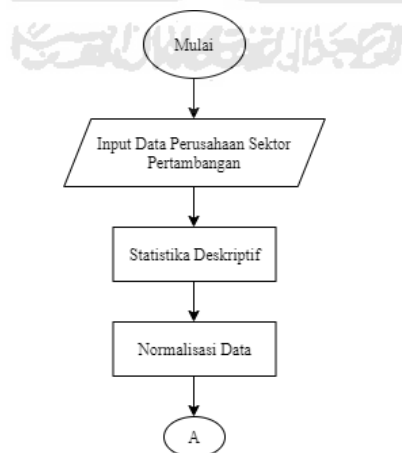 Mulai
Input Data Perusahaan Sektor
Pertambangan
Statistika Deskriptif
Normalisasi Data
A